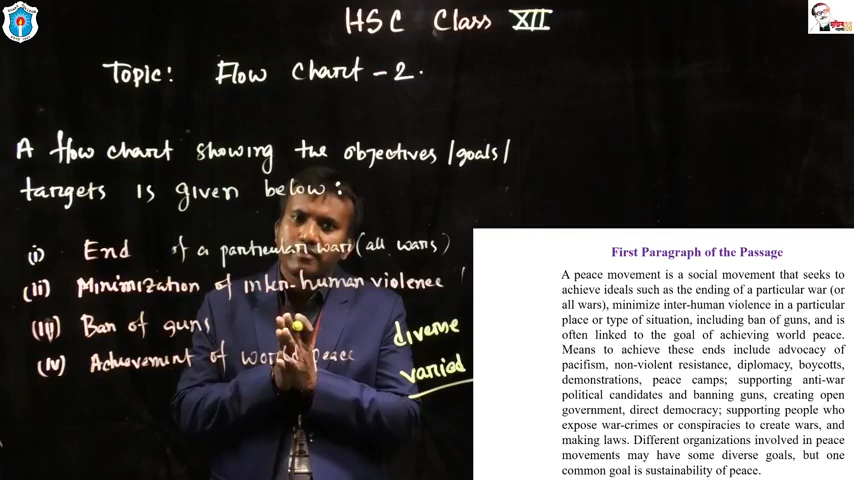 HSC Class XII
Topic: Flow Chart - 2.
A flow chart showing the objectives/goals/
targets is given below:
(i) End of a particular wars (all wars)
(ii) Minimization of inter-human violence
(iii) Ban of guns
(iv) Achievement of world peace
diverse
varied
First Paragraph of the Passage
A peace movement is a social movement that seeks to
achieve ideals such as the ending of a particular war (or
all wars), minimize inter-human violence in a particular
place or type of situation, including ban of guns, and is
often linked to the goal of achieving world peace.
Means to achieve these ends include advocacy of
pacifism, non-violent resistance, diplomacy, boycotts,
demonstrations, peace camps; supporting anti-war
political candidates and banning guns, creating open
government, direct democracy; supporting people who
expose war-crimes or conspiracies to create wars, and
making laws. Different organizations involved in peace
movements may have some diverse goals, but one
common goal is sustainability of peace.